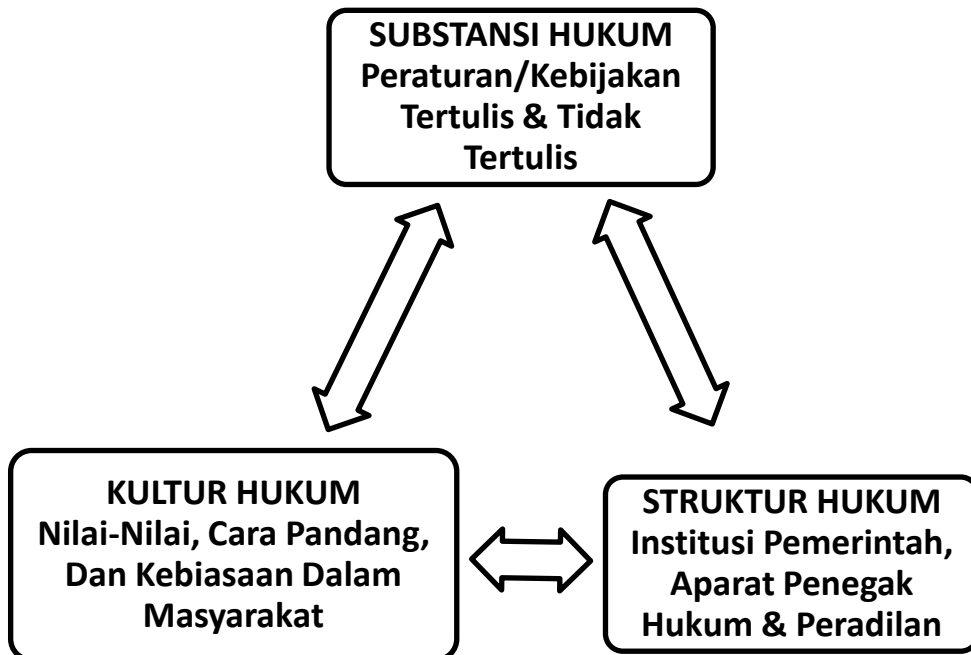 SUBSTANSI HUKUM
Peraturan/Kebijakan
Tertulis & Tidak
Tertulis
KULTUR HUKUM
Nilai-Nilai, Cara Pandang,
Dan Kebiasaan Dalam
Masyarakat
STRUKTUR HUKUM
Institusi Pemerintah,
Aparat Penegak
Hukum & Peradilan